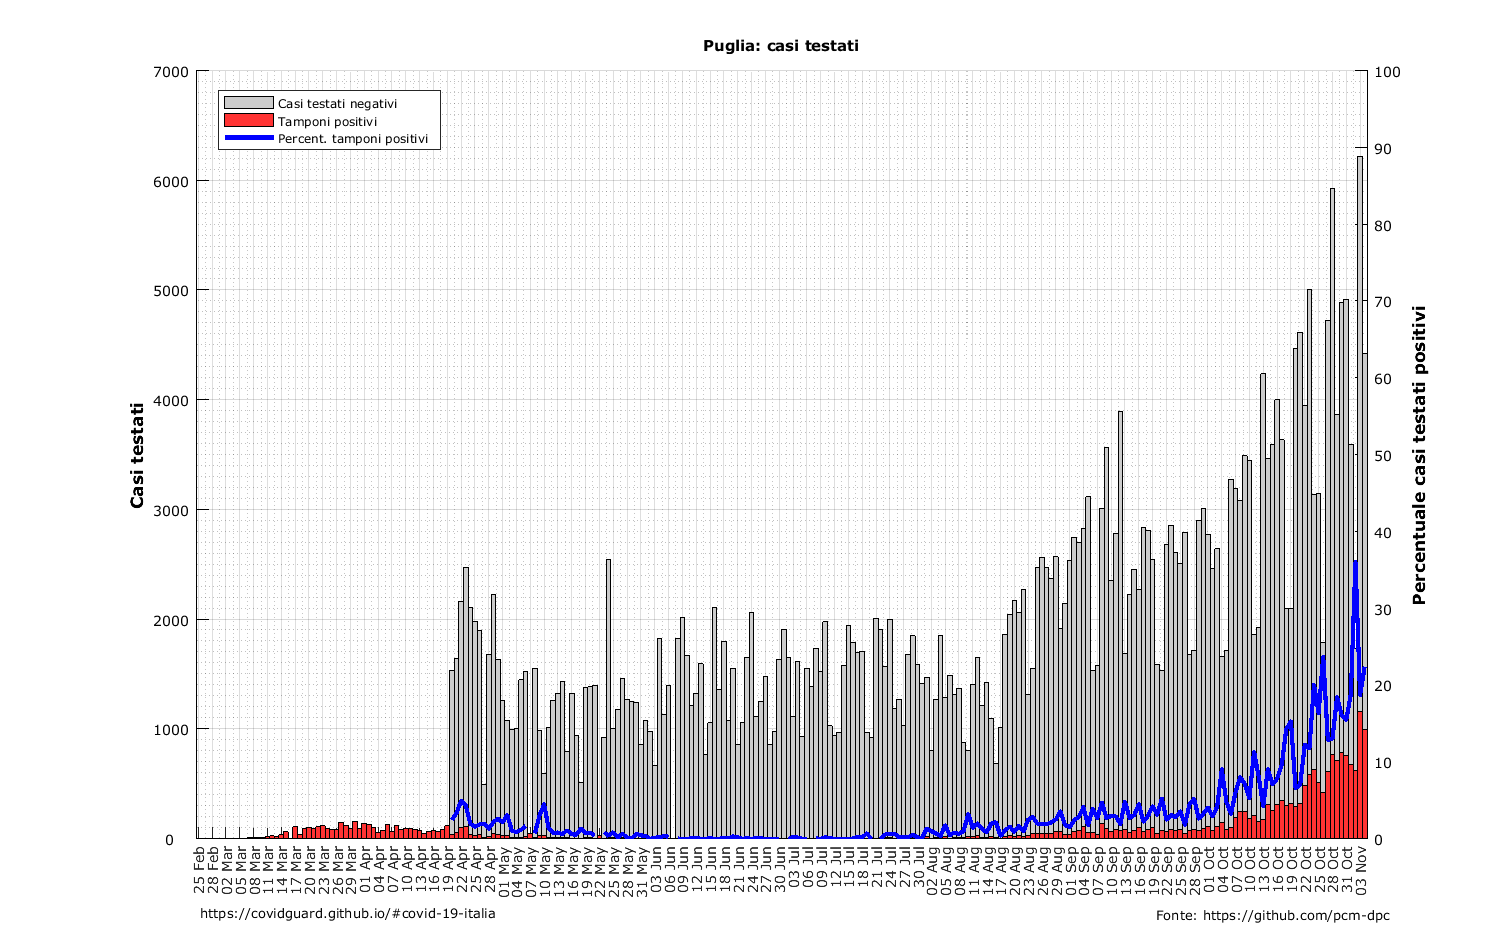 Puglia: casi testati
Casi testati negativi
Tamponi positivi
Percent. tamponi positivi
Casi testati
7000
6000
5000
4000
3000
2000
1000
0
100
90
80
70
60
50
40
30
20
10
0
Percentuale casi testati positivi
25 Feb
28 Feb
02 Mar
05 Mar
08 Mar
11 Mar
14 Mar
17 Mar
20 Mar
23 Mar
26 Mar
29 Mar
01 Apr
04 Apr
07 Apr
10 Apr
13 Apr
16 Apr
19 Apr
22 Apr
25 Apr
28 Apr
01 May
04 May
07 May
10 May
13 May
16 May
19 May
22 May
25 May
28 May
31 May
03 Jun
06 Jun
09 Jun
12 Jun
15 Jun
18 Jun
21 Jun
24 Jun
27 Jun
30 Jun
03 Jul
06 Jul
09 Jul
12 Jul
15 Jul
18 Jul
21 Jul
24 Jul
27 Jul
30 Jul
02 Aug
05 Aug
08 Aug
11 Aug
14 Aug
17 Aug
20 Aug
23 Aug
26 Aug
29 Aug
01 Sep
04 Sep
07 Sep
10 Sep
13 Sep
16 Sep
19 Sep
22 Sep
25 Sep
28 Sep
01 Oct
04 Oct
07 Oct
10 Oct
13 Oct
16 Oct
19 Oct
22 Oct
25 Oct
28 Oct
31 Oct
03 Nov
https://covidguard.github.io/#covid-19-italia
Fonte: https://github.com/pcm-dpc